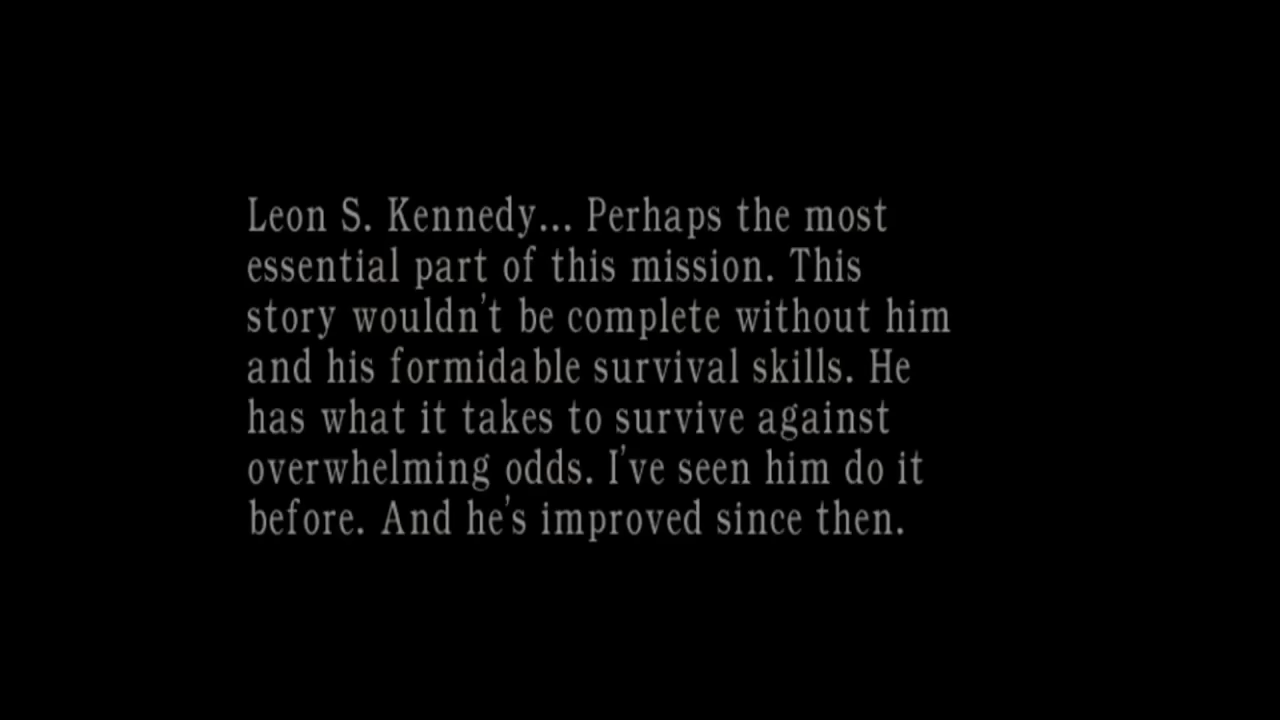 Leon S. Kennedy... Perhaps the most
essential part of this mission. This
story wouldn't be complete without him
and his formidable survival skills. He
has what it takes to survive against
overwhelming odds. I've seen him do it
before. And he's improved since then.